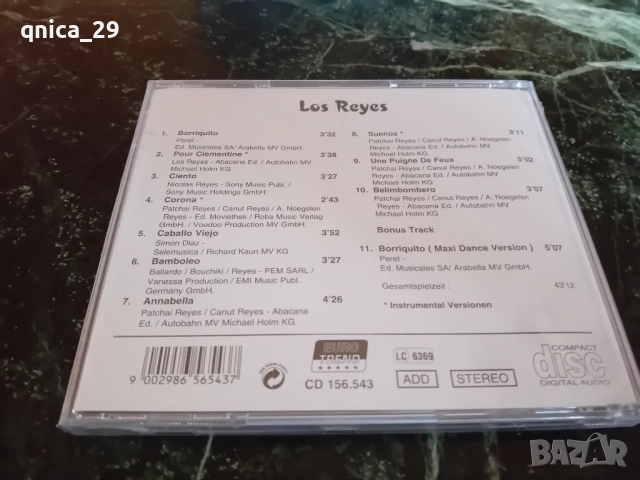 qnica_29
Los Reyes
1. Borriquito 3'32
Peret -
Ed. Musicales SA/ Arabella MV GmbH.
2. Pour Clementine * 3'38
Los Reyes - Abacana Ed. / Autobahn MV
Michael Holm KG
3. Ciento 3'27
Nicolas Reyes - Sony Music Publ. /
Sony Music Holdings GmbH.
4. Corona * 2'43
Patchai Reyes / Canut Reyes / A. Noegelen
Reyes - Ed. Moviethek / Roba Music Verlag
GmbH. / Voodoo Production MV GmbH.
5. Caballo Viejo 3'52
Simon Diaz -
Selemusica / Richard Kaun MV KG
6. Bamboleo 3'27
Baliardo / Bouchiki / Reyes - PEM SARL /
Vanessa Production / EMI Music Publ.
Germany GmbH.
7. Annabella 4'26
Patchai Reyes / Canut Reyes - Abacana
Ed. / Autobahn MV Michael Holm KG
8. Suenos * 3'11
Patchai Reyes / Canut Reyes / A. Noegelen
Reyes - Abacana Ed. / Autobahn MV
Michael Holm KG
9. Une Puigne De Feux 5'02
Patchai Reyes / Canut Reyes / A. Noegelen
Reyes - Abacana Ed. / Autobahn MV
Michael Holm KG
10. Belimbombero 3'07
Patchai Reyes / Canut Reyes / A. Noegelen
Reyes - Abacana Ed. / Autobahn MV
Michael Holm KG
Bonus Track
11. Borriquito ( Maxi Dance Version ) 5'07
Peret -
Ed. Musicales SA/ Arabella MV GmbH.
Gesamtspielzeit : 43'12
* Instrumental Versionen
9 002986 565437
EURO
TREND
CD 156.543
LC 6369
ADD
STEREO
COMPACT
disc
DIGITAL AUDIO
BAZAR
.bg